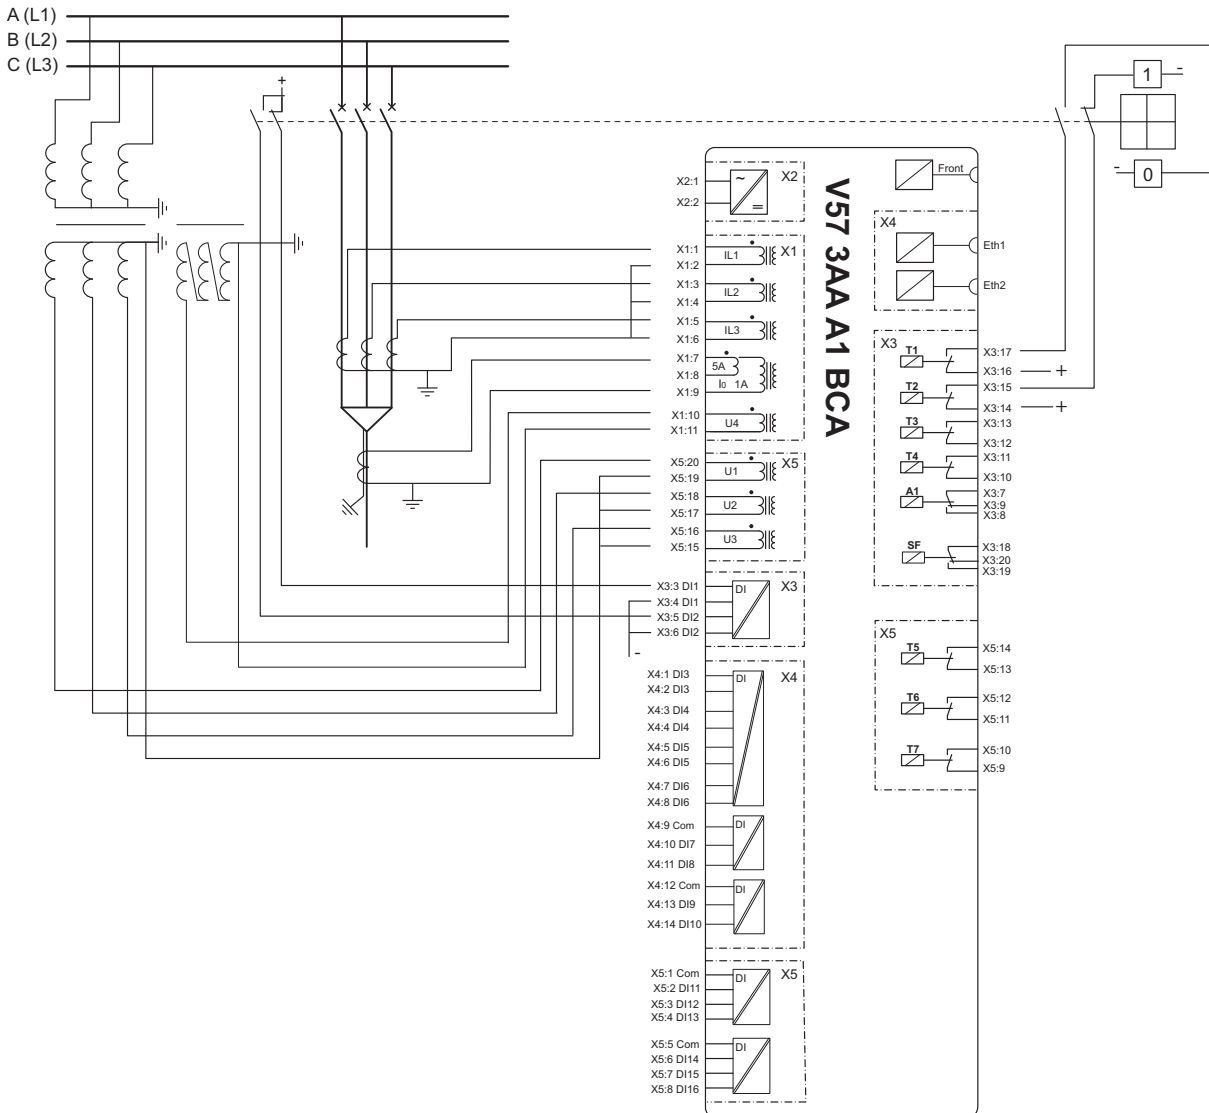 A (L1)
B (L2)
C (L3)
+
1
-
-
0
V57 3AA A1 BCA
X2:1
X2:2
~
=
X2
X1:1
X1:2
X1:3
X1:4
X1:5
X1:6
X1:7
X1:8
X1:9
X1:10
X1:11
IL1
IL2
IL3
5A
I₀ 1A
U4
X1
X5:20
X5:19
X5:18
X5:17
X5:16
X5:15
U1
U2
U3
X5
X3:3 DI1
X3:4 DI1
X3:5 DI2
X3:6 DI2
-
DI
X3
X4:1 DI3
X4:2 DI3
X4:3 DI4
X4:4 DI4
X4:5 DI5
X4:6 DI5
X4:7 DI6
X4:8 DI6
DI
X4
X4:9 Com
X4:10 DI7
X4:11 DI8
DI
X4:12 Com
X4:13 DI9
X4:14 DI10
DI
X5:1 Com
X5:2 DI11
X5:3 DI12
X5:4 DI13
DI
X5
X5:5 Com
X5:6 DI14
X5:7 DI15
X5:8 DI16
DI
Front
X4
Eth1
Eth2
X3
T1
X3:17
X3:16
+
T2
X3:15
X3:14
+
T3
X3:13
X3:12
T4
X3:11
X3:10
A1
X3:7
X3:9
X3:8
SF
X3:18
X3:20
X3:19
X5
T5
X5:14
X5:13
T6
X5:12
X5:11
T7
X5:10
X5:9